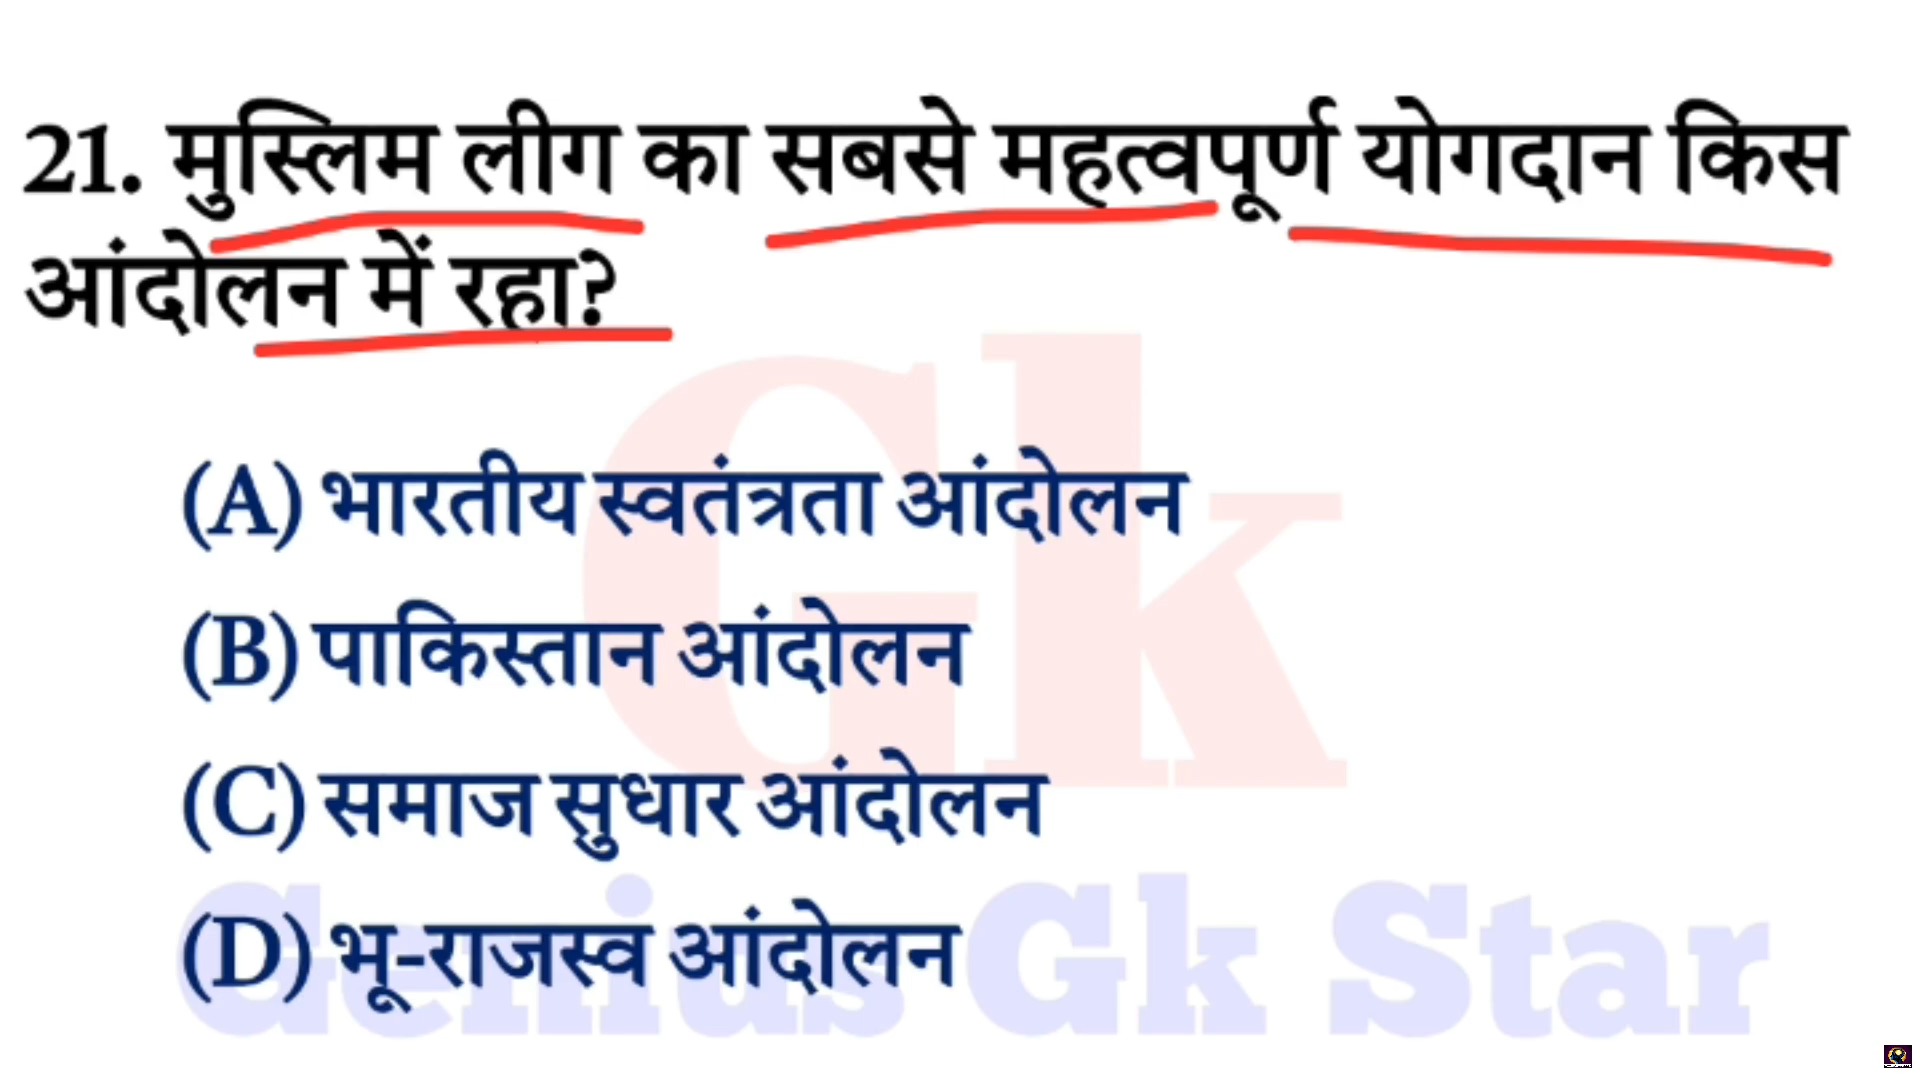 21. मुस्लिम लीग का सबसे महत्वपूर्ण योगदान किस
आंदोलन में रहा?
(A) भारतीय स्वतंत्रता आंदोलन
(B) पाकिस्तान आंदोलन
(C) समाज सुधार आंदोलन
(D) भू-राजस्व आंदोलन
Gk
Genius Gk Star